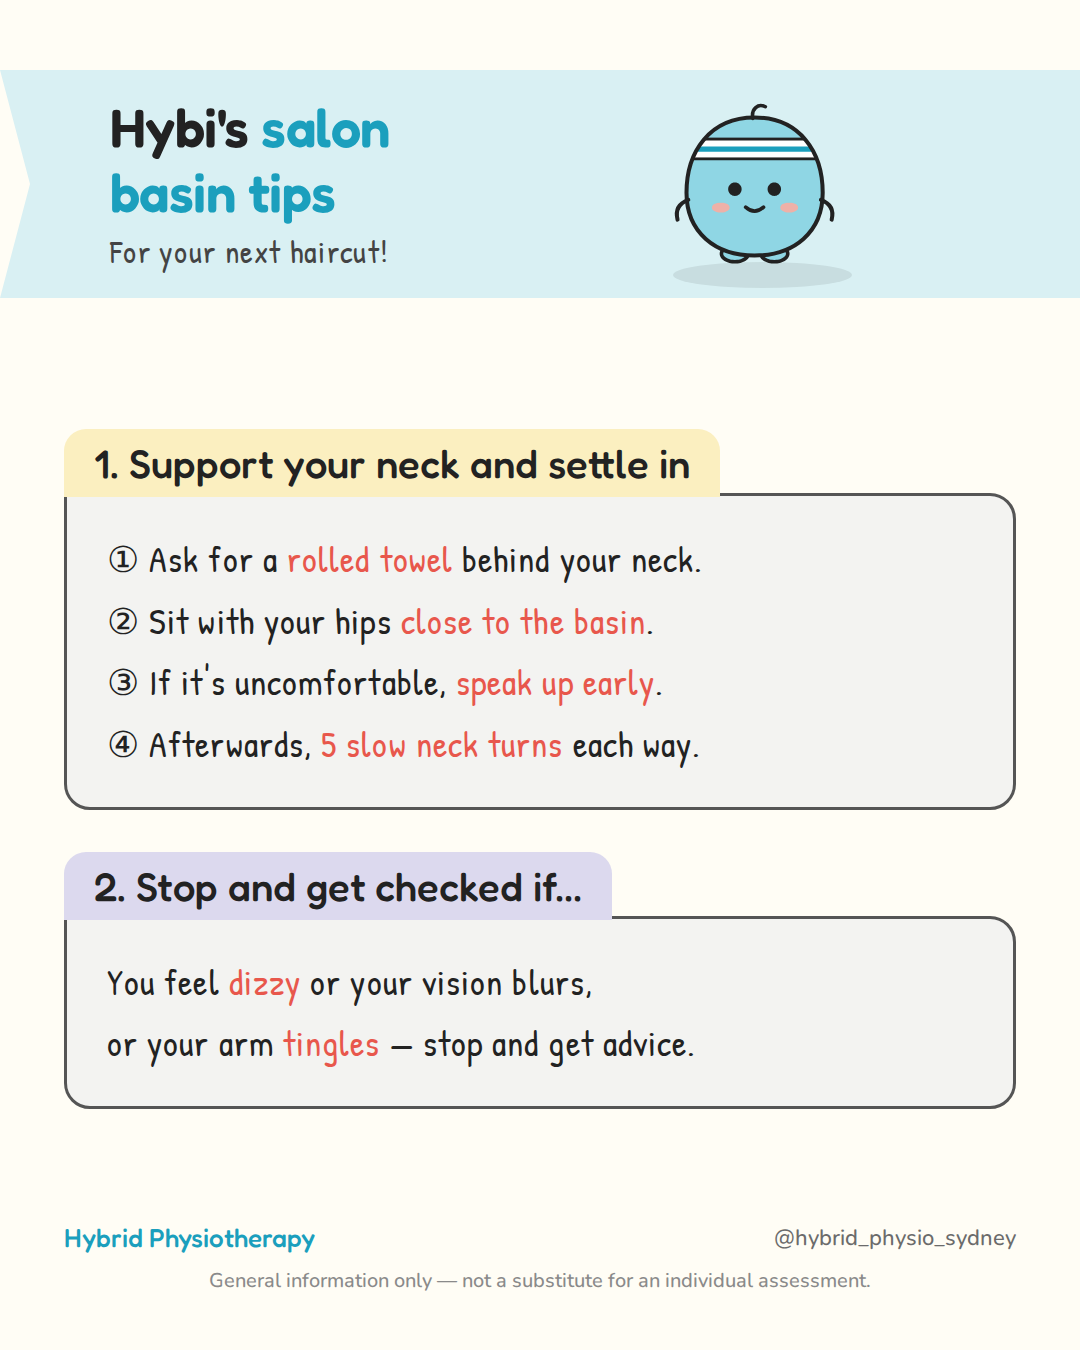 Hybi's salon
basin tips
For your next haircut!
1. Support your neck and settle in
① Ask for a rolled towel behind your neck.
② Sit with your hips close to the basin.
③ If it's uncomfortable, speak up early.
④ Afterwards, 5 slow neck turns each way.
2. Stop and get checked if...
You feel dizzy or your vision blurs,
or your arm tingles – stop and get advice.
Hybrid Physiotherapy
@hybrid_physio_sydney
General information only — not a substitute for an individual assessment.